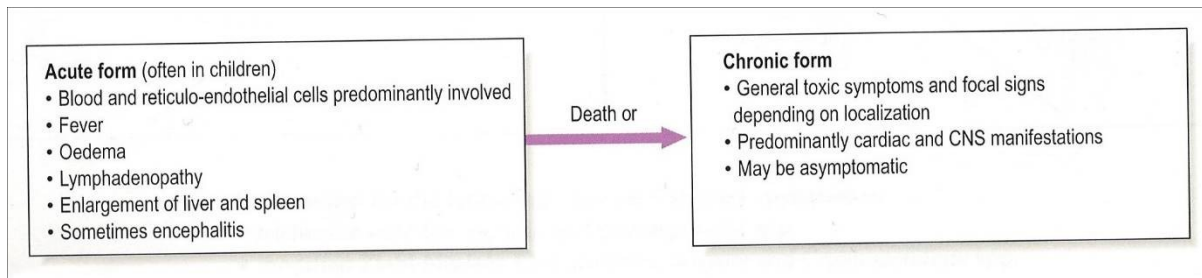 Acute form (often in children)
• Blood and reticulo-endothelial cells predominantly involved
• Fever
• Oedema
• Lymphadenopathy
• Enlargement of liver and spleen
• Sometimes encephalitis
Death or
Chronic form
• General toxic symptoms and focal signs
depending on localization
• Predominantly cardiac and CNS manifestations
• May be asymptomatic